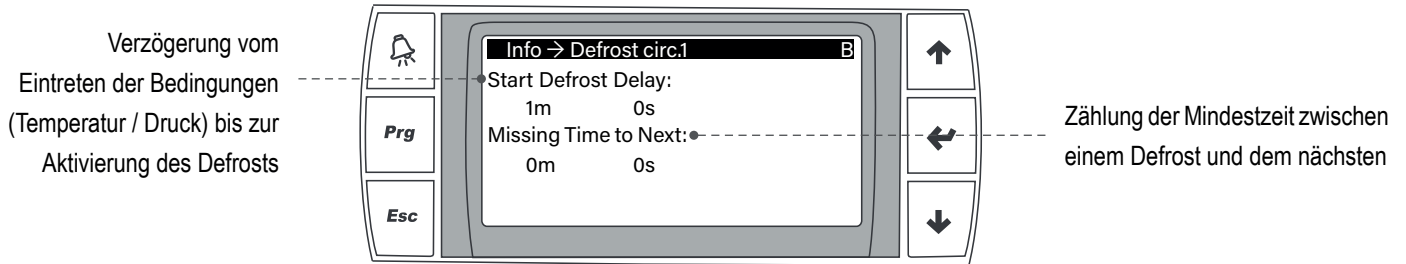 Verzögerung vom
Eintreten der Bedingungen
(Temperatur / Druck) bis zur
Aktivierung des Defrosts
Prg
Esc
Info → Defrost circ.1 B
Start Defrost Delay:
1m 0s
Missing Time to Next:
0m 0s
Zählung der Mindestzeit zwischen
einem Defrost und dem nächsten